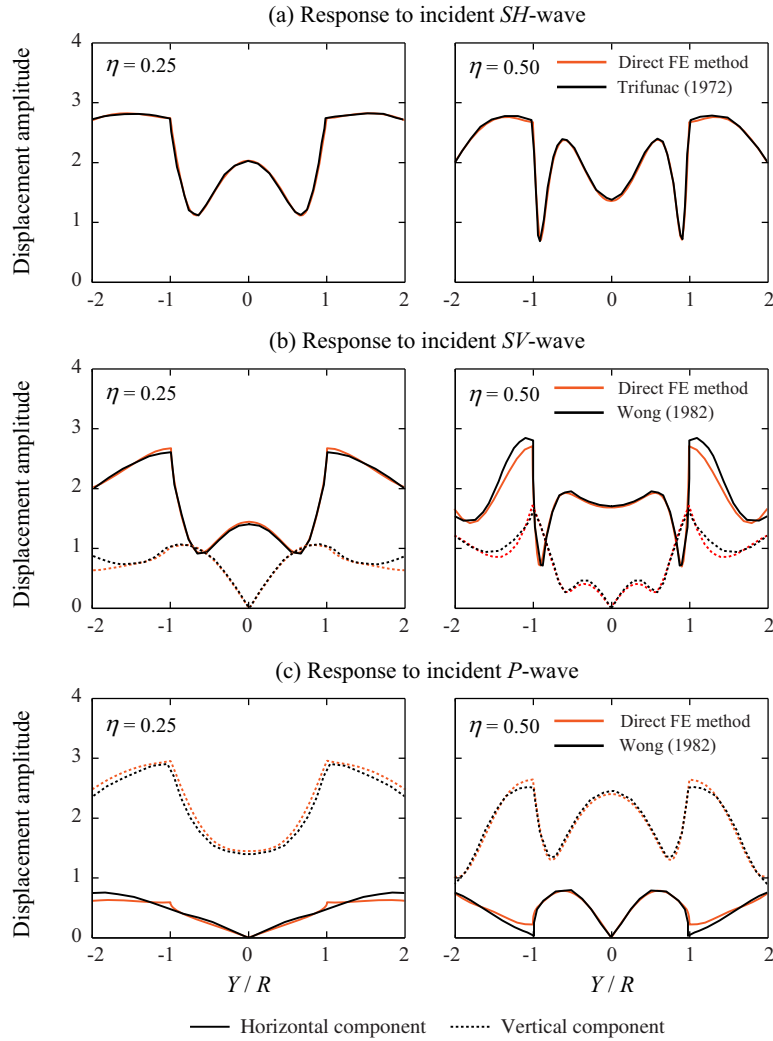 (a) Response to incident SH-wave
Displacement amplitude
4
3
2
1
0
η = 0.25
-2 -1 0 1 2
η = 0.50
Direct FE method
Trifunac (1972)
-2 -1 0 1 2
(b) Response to incident SV-wave
Displacement amplitude
4
3
2
1
0
η = 0.25
-2 -1 0 1 2
η = 0.50
Direct FE method
Wong (1982)
-2 -1 0 1 2
(c) Response to incident P-wave
Displacement amplitude
4
3
2
1
0
η = 0.25
-2 -1 0 1 2
Y / R
η = 0.50
Direct FE method
Wong (1982)
-2 -1 0 1 2
Y / R
Horizontal component
Vertical component